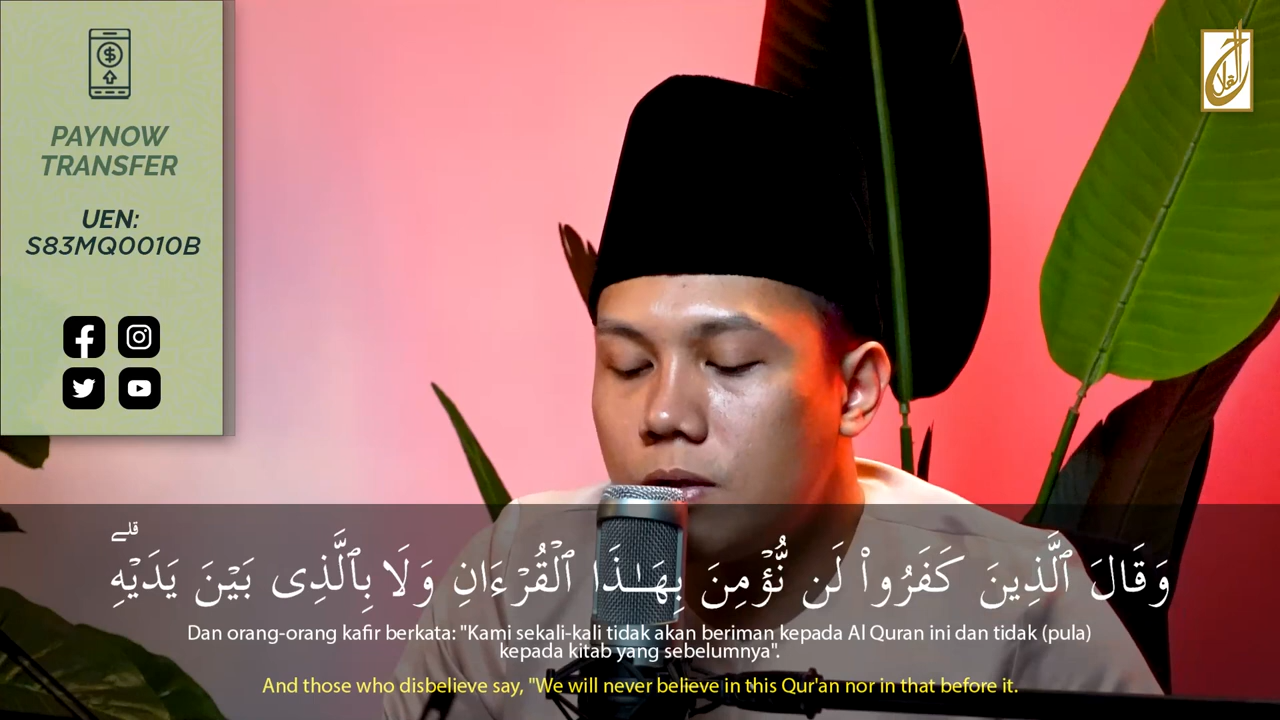 PAYNOW
TRANSFER
UEN:
S83MQ0010B
وَقَالَ ٱلَّذِينَ كَفَرُوا۟ لَن نُّؤْمِنَ بِهَـٰذَا ٱلْقُرْءَانِ وَلَا بِٱلَّذِى بَيْنَ يَدَيْهِ ۗ
Dan orang-orang kafir berkata: "Kami sekali-kali tidak akan beriman kepada Al Quran ini dan tidak (pula)
kepada kitab yang sebelumnya".
And those who disbelieve say, "We will never believe in this Qur'an nor in that before it.